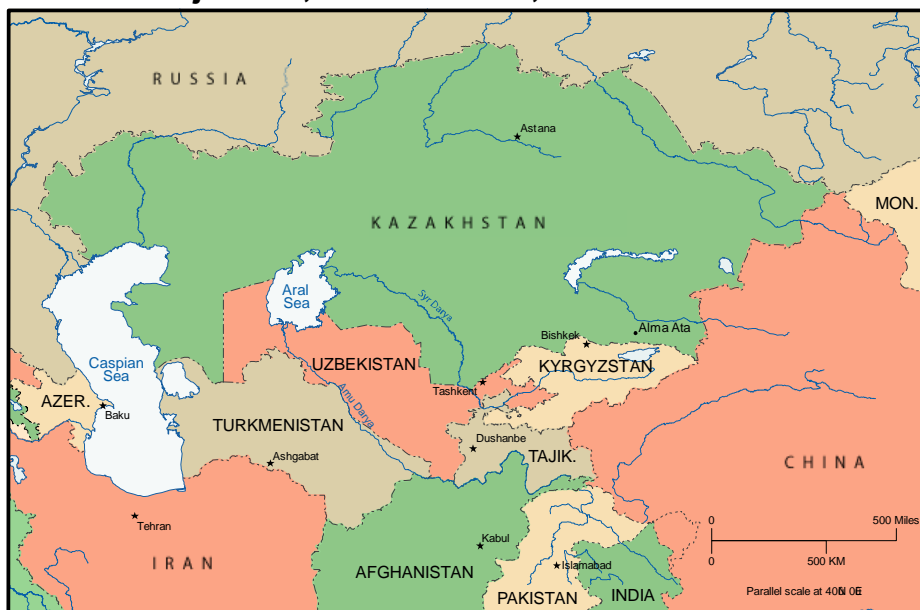 RUSSIA
Astana
MON.
KAZAKHSTAN
Aral
Sea
Syr Darya
Alma Ata
Bishkek
Caspian
Sea
UZBEKISTAN
KYRGYZSTAN
Tashkent
AZER.
Baku
Amu Darya
TURKMENISTAN
Dushanbe
TAJIK.
Ashgabat
CHINA
Tehran
0 500 Miles
Kabul
0 500 KM
IRAN
AFGHANISTAN
Islamabad
PAKISTAN
INDIA
Parallel scale at